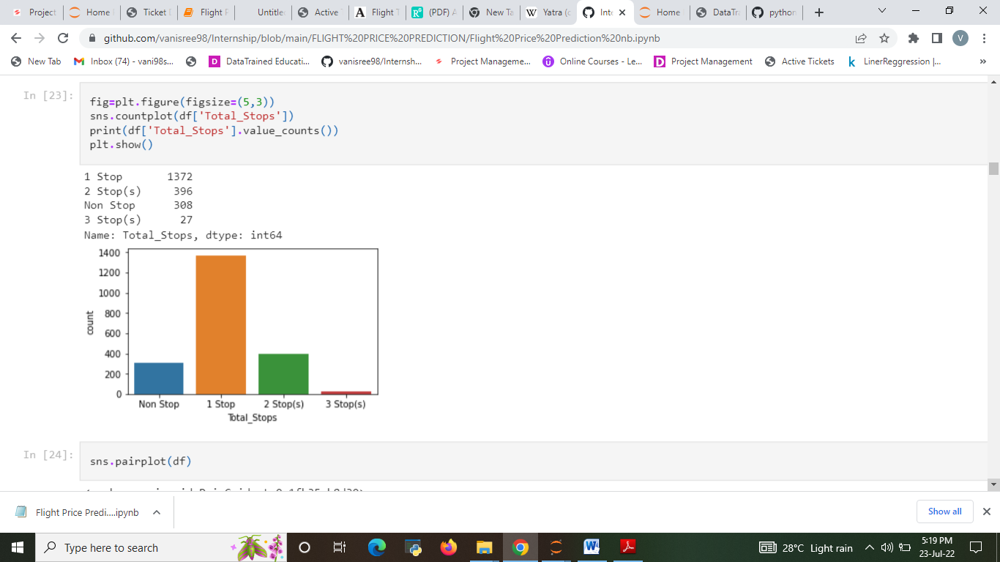 Project
Home
Ticket
Flight P
Untitle
Active
Flight T
(PDF) A
New Ta
Yatra (c
Inte
Home
DataTra
python
github.com/vanisree98/Internship/blob/main/FLIGHT%20PRICE%20PREDICTION/Flight%20Price%20Prediction%20nb.ipynb
V
New Tab
Inbox (74) - vani98s...
DataTrained Educati...
vanisree98/Internsh...
Project Manageme...
Online Courses - Le...
Project Management
Active Tickets
LinerReggression |...
»
In [23]:
fig=plt.figure(figsize=(5,3))
sns.countplot(df['Total_Stops'])
print(df['Total_Stops'].value_counts())
plt.show()
1 Stop 1372
2 Stop(s) 396
Non Stop 308
3 Stop(s) 27
Name: Total_Stops, dtype: int64
1400
1200
1000
800
600
400
200
0
count
Non Stop 1 Stop 2 Stop(s) 3 Stop(s)
Total_Stops
In [24]:
sns.pairplot(df)
Flight Price Predi....ipynb
Show all
Type here to search
28°C Light rain
5:19 PM
23-Jul-22